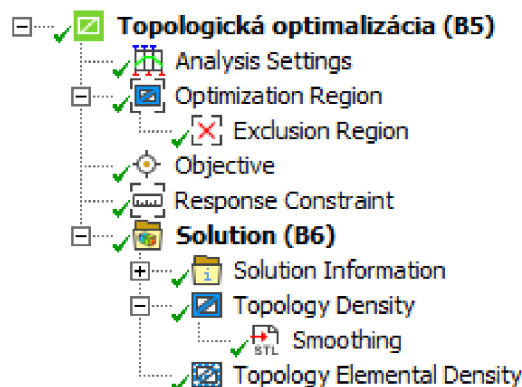 Topologická optimalizácia (B5)
Analysis Settings
Optimization Region
Exclusion Region
Objective
Response Constraint
Solution (B6)
Solution Information
Topology Density
STL Smoothing
Topology Elemental Density